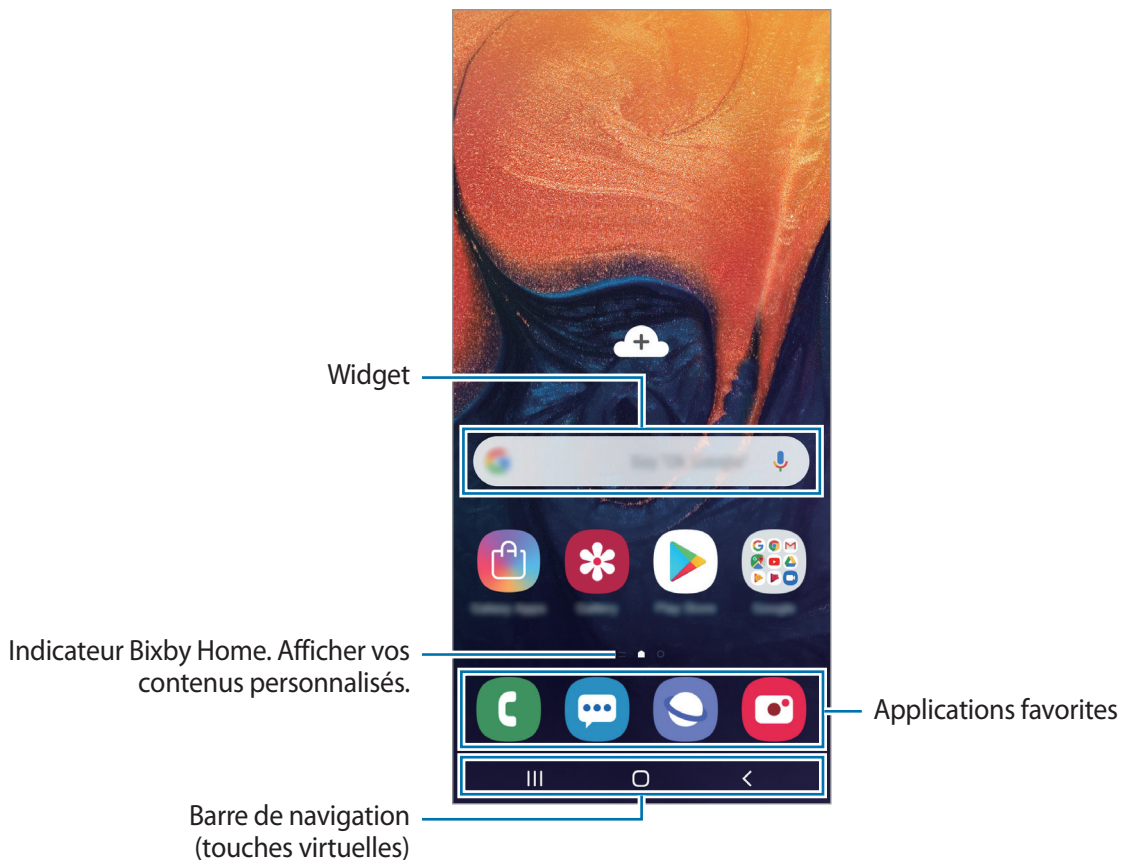 Widget
Indicateur Bixby Home. Afficher vos
contenus personnalisés.
Applications favorites
Barre de navigation
(touches virtuelles)